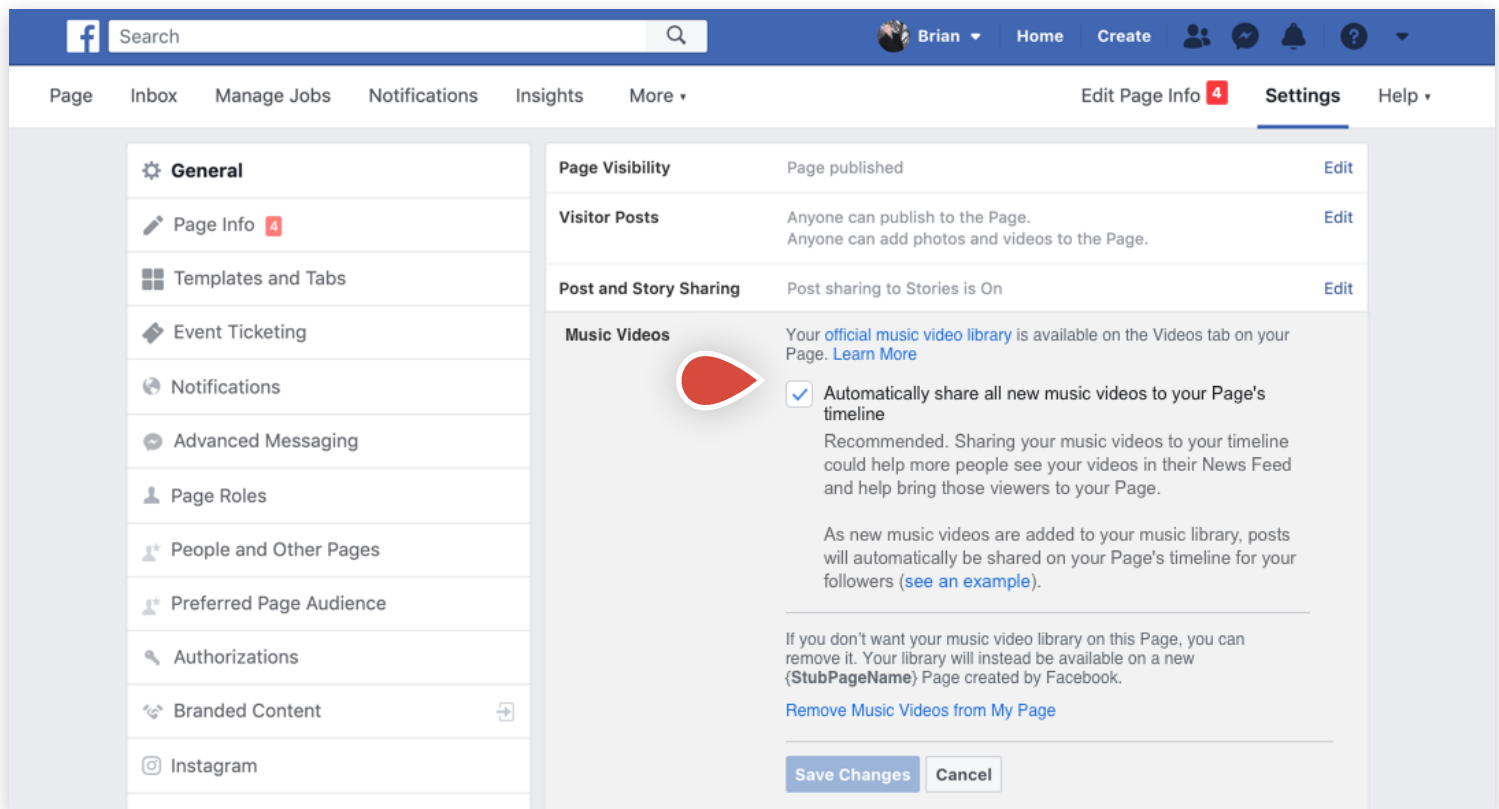 f Search Brian Home Create ?
Page Inbox Manage Jobs Notifications Insights More Edit Page Info 4 Settings Help
General
Page Info 4
Templates and Tabs
Event Ticketing
Notifications
Advanced Messaging
Page Roles
People and Other Pages
Preferred Page Audience
Authorizations
Branded Content
Instagram
Page Visibility Page published Edit
Visitor Posts Anyone can publish to the Page. Edit
Anyone can add photos and videos to the Page.
Post and Story Sharing Post sharing to Stories is On Edit
Music Videos Your official music video library is available on the Videos tab on your
Page. Learn More
Automatically share all new music videos to your Page's
timeline
Recommended. Sharing your music videos to your timeline
could help more people see your videos in their News Feed
and help bring those viewers to your Page.
As new music videos are added to your music library, posts
will automatically be shared on your Page's timeline for your
followers (see an example).
If you don't want your music video library on this Page, you can
remove it. Your library will instead be available on a new
{StubPageName} Page created by Facebook.
Remove Music Videos from My Page
Save Changes Cancel